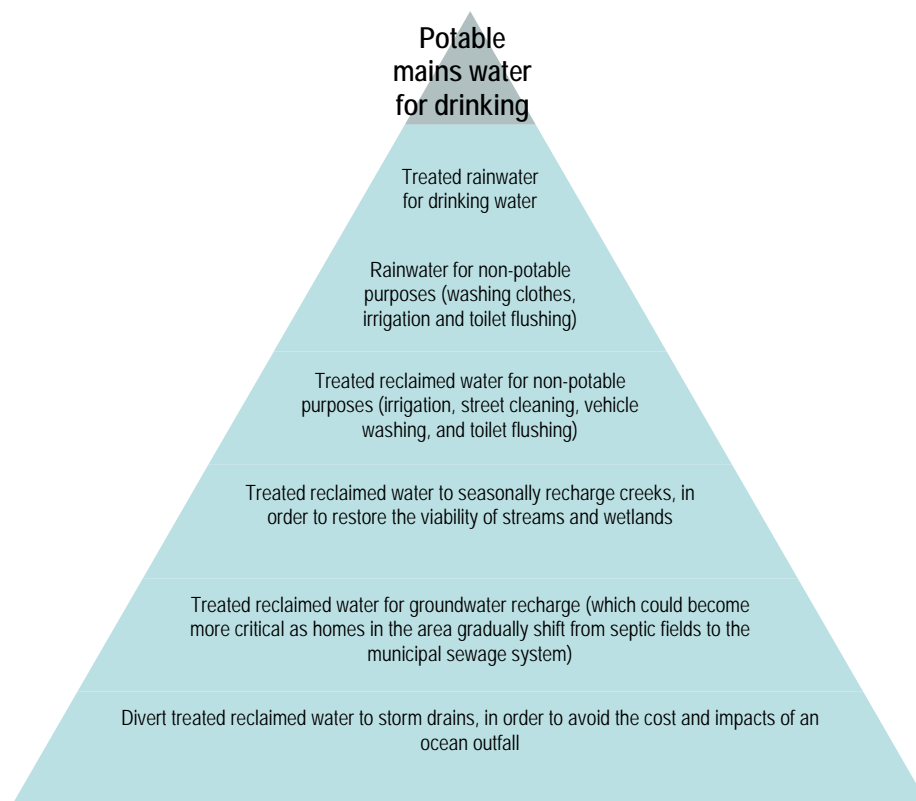 Potable
mains water
for drinking
Treated rainwater
for drinking water
Rainwater for non-potable
purposes (washing clothes,
irrigation and toilet flushing)
Treated reclaimed water for non-potable
purposes (irrigation, street cleaning, vehicle
washing, and toilet flushing)
Treated reclaimed water to seasonally recharge creeks, in
order to restore the viability of streams and wetlands
Treated reclaimed water for groundwater recharge (which could become
more critical as homes in the area gradually shift from septic fields to the
municipal sewage system)
Divert treated reclaimed water to storm drains, in order to avoid the cost and impacts of an
ocean outfall